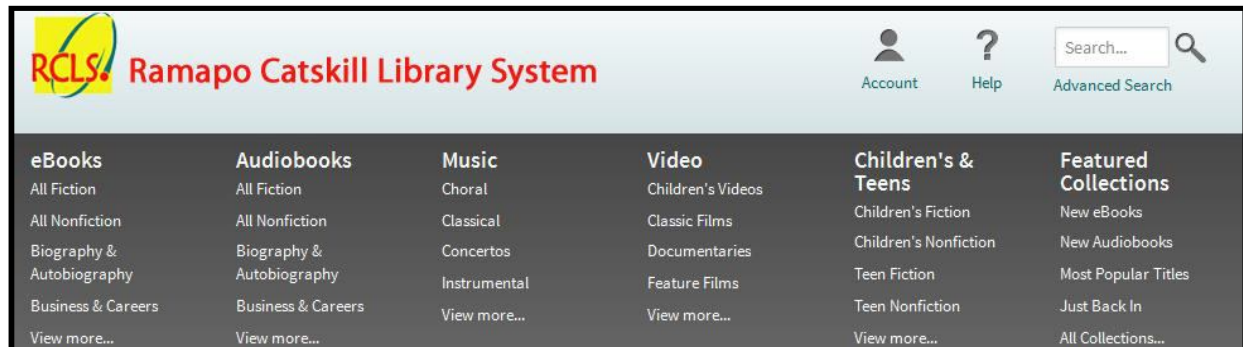 RCLS! Ramapo Catskill Library System
Account
Help
Search...
Advanced Search
eBooks
All Fiction
All Nonfiction
Biography &
Autobiography
Business & Careers
View more...
Audiobooks
All Fiction
All Nonfiction
Biography &
Autobiography
Business & Careers
View more...
Music
Choral
Classical
Concertos
Instrumental
View more...
Video
Children's Videos
Classic Films
Documentaries
Feature Films
View more...
Children's &
Teens
Children's Fiction
Children's Nonfiction
Teen Fiction
Teen Nonfiction
View more...
Featured
Collections
New eBooks
New Audiobooks
Most Popular Titles
Just Back In
All Collections...